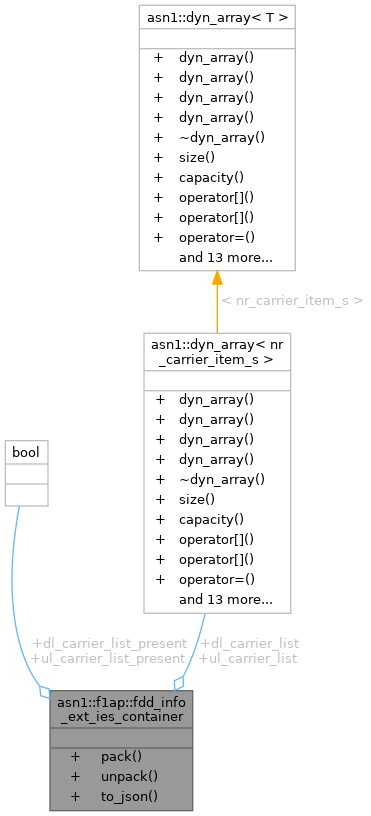 asn1::dyn_array< T >
+ dyn_array()
+ dyn_array()
+ dyn_array()
+ dyn_array()
+ ~dyn_array()
+ size()
+ capacity()
+ operator[]()
+ operator[]()
+ operator=()
and 13 more...
< nr_carrier_item_s >
asn1::dyn_array< nr
_carrier_item_s >
+ dyn_array()
+ dyn_array()
+ dyn_array()
+ dyn_array()
+ ~dyn_array()
+ size()
+ capacity()
+ operator[]()
+ operator[]()
+ operator=()
and 13 more...
bool
+dl_carrier_list_present
+ul_carrier_list_present
+dl_carrier_list
+ul_carrier_list
asn1::f1ap::fdd_info
_ext_ies_container
+ pack()
+ unpack()
+ to_json()